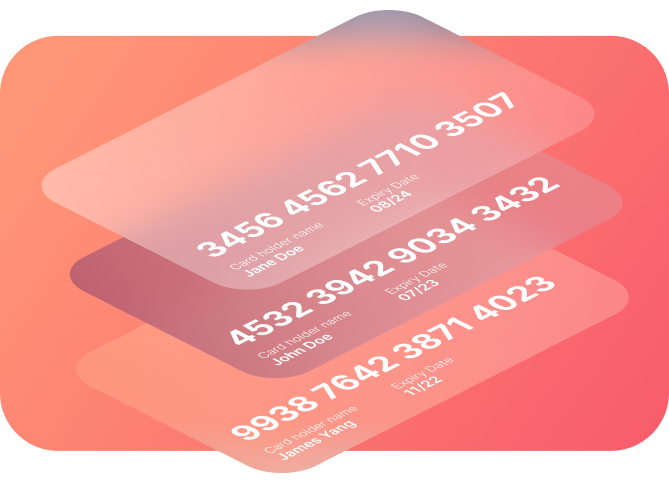 3456 4562 7710 3507
Card holder name
Jane Doe
Expiry Date
08/24
4532 3942 9034 3432
Card holder name
John Doe
Expiry Date
07/23
9938 7642 3871 4023
Card holder name
James Yang
Expiry Date
11/22